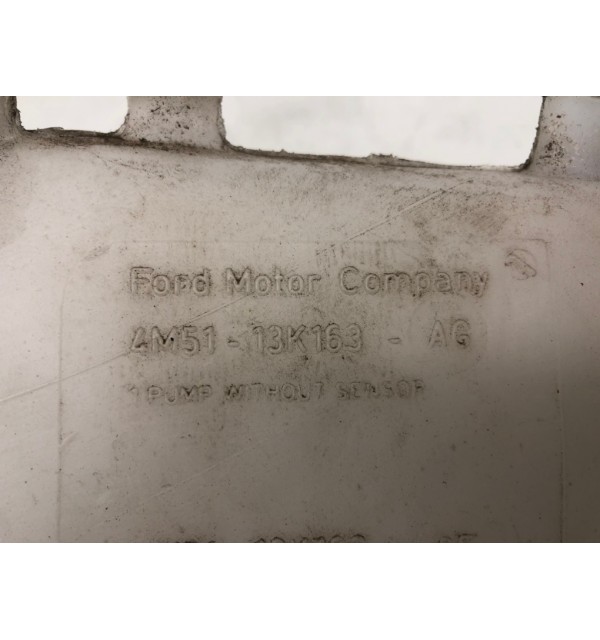 Ford Motor Company
4M51 - 13K163 - AG
1 PUMP WITHOUT SENSOR